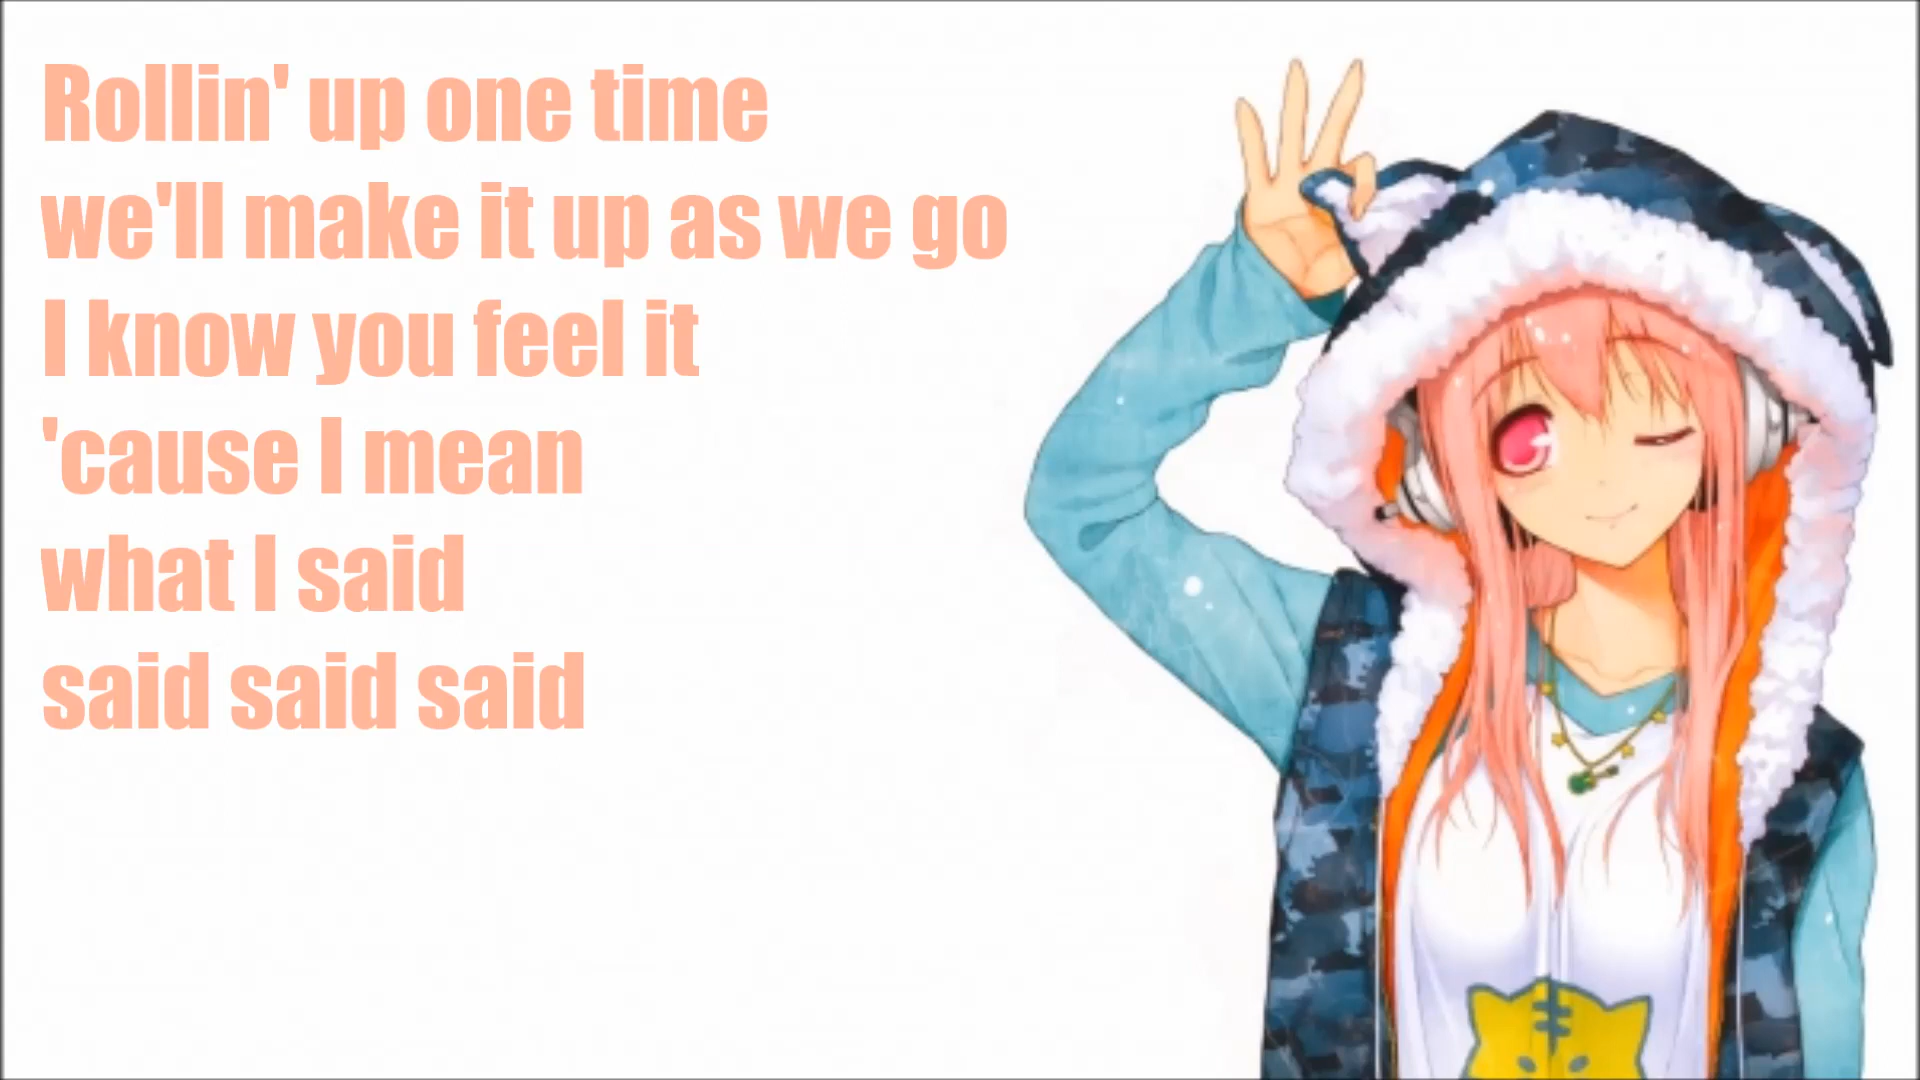 Rollin' up one time
we'll make it up as we go
I know you feel it
'cause I mean
what I said
said said said